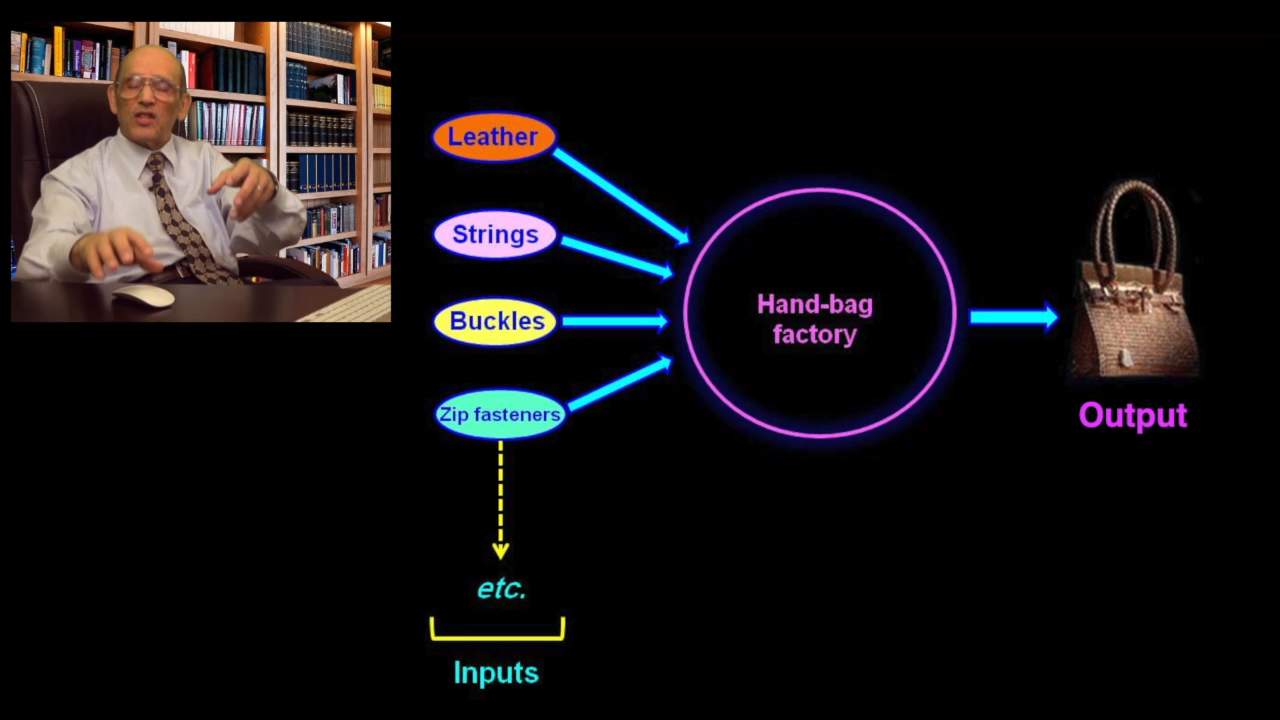 Leather
Strings
Buckles
Zip fasteners
etc.
Inputs
Hand-bag
factory
Output